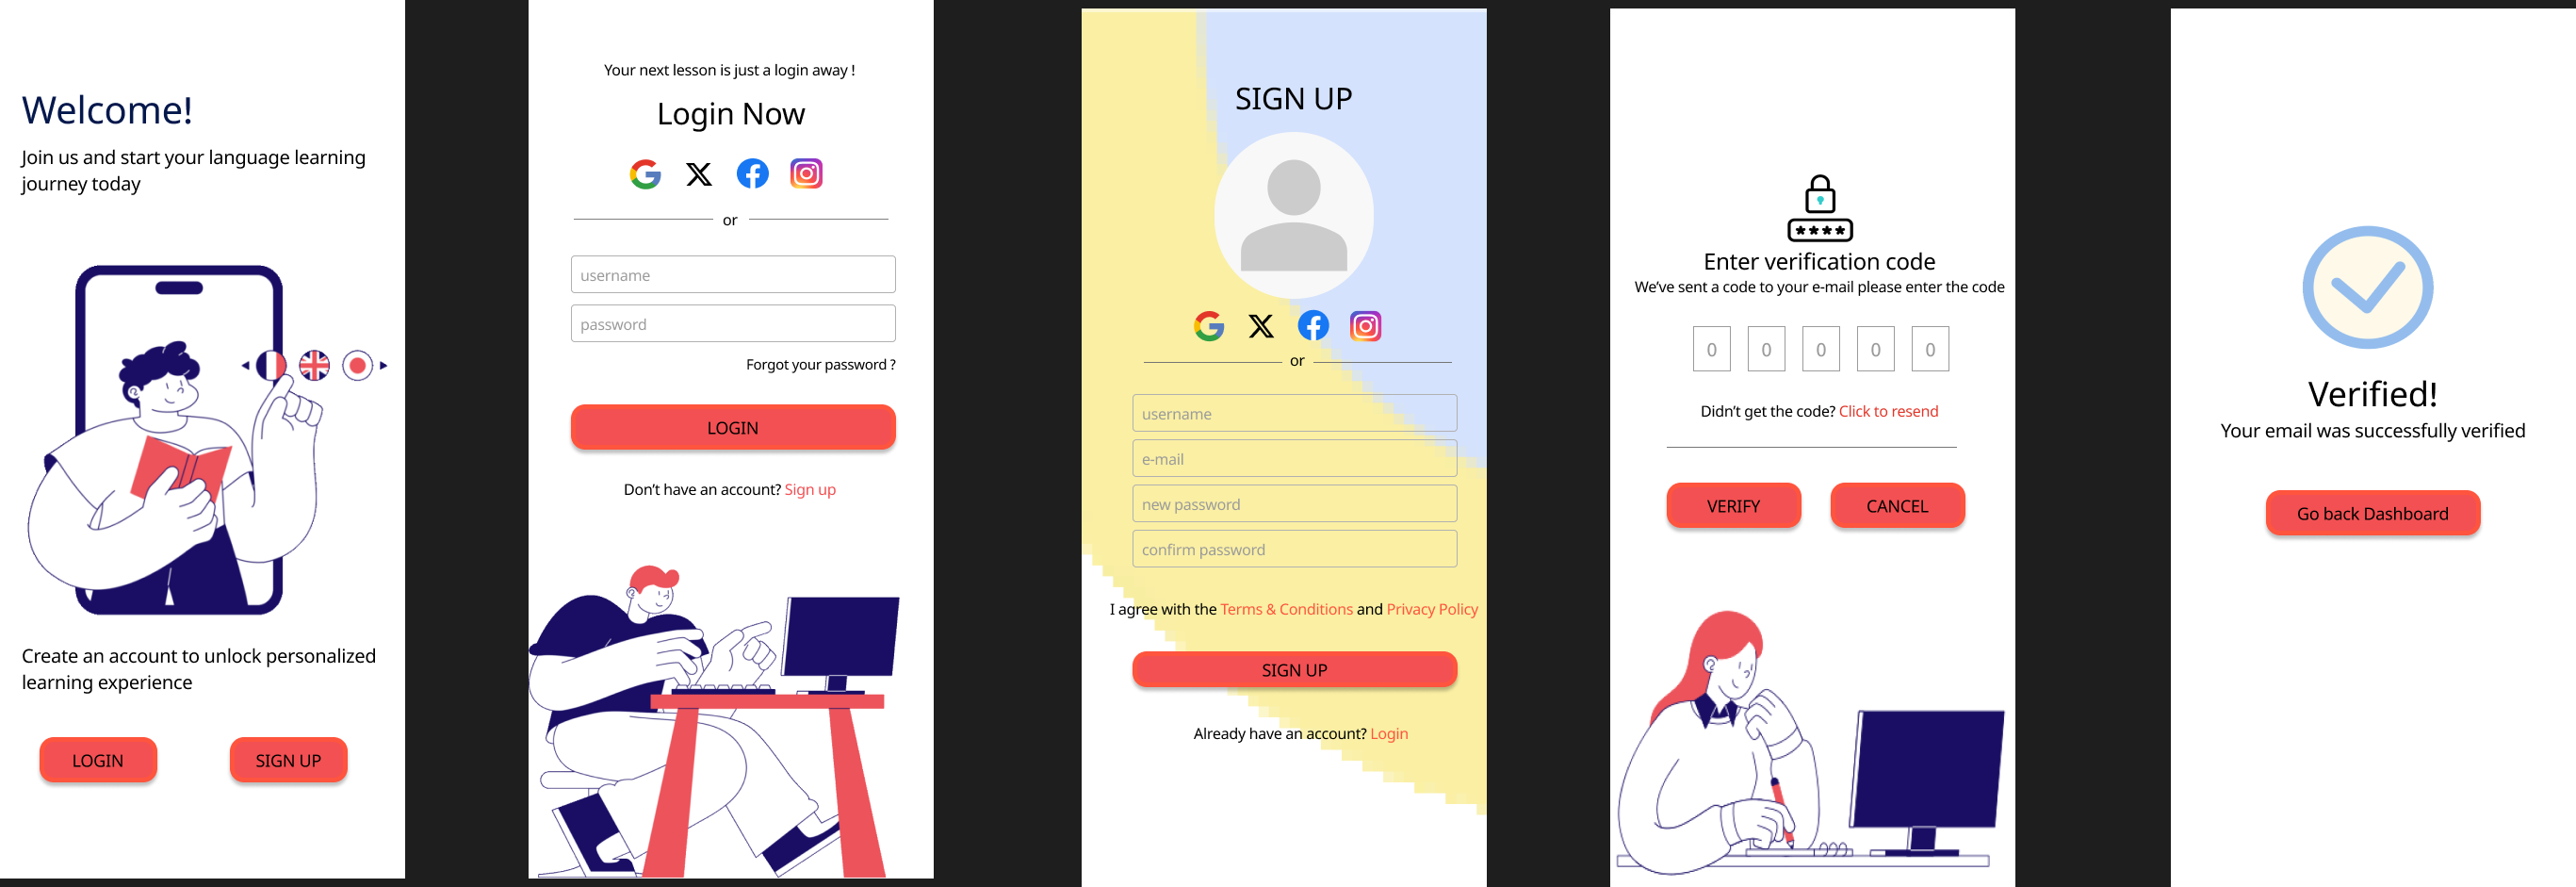 Welcome!
Join us and start your language learning
journey today
Create an account to unlock personalized
learning experience
LOGIN
SIGN UP
Your next lesson is just a login away !
Login Now
or
username
password
Forgot your password ?
LOGIN
Don't have an account? Sign up
SIGN UP
or
username
e-mail
new password
confirm password
I agree with the Terms & Conditions and Privacy Policy
SIGN UP
Already have an account? Login
****
Enter verification code
We've sent a code to your e-mail please enter the code
0 0 0 0 0
Didn't get the code? Click to resend
VERIFY
CANCEL
Verified!
Your email was successfully verified
Go back Dashboard